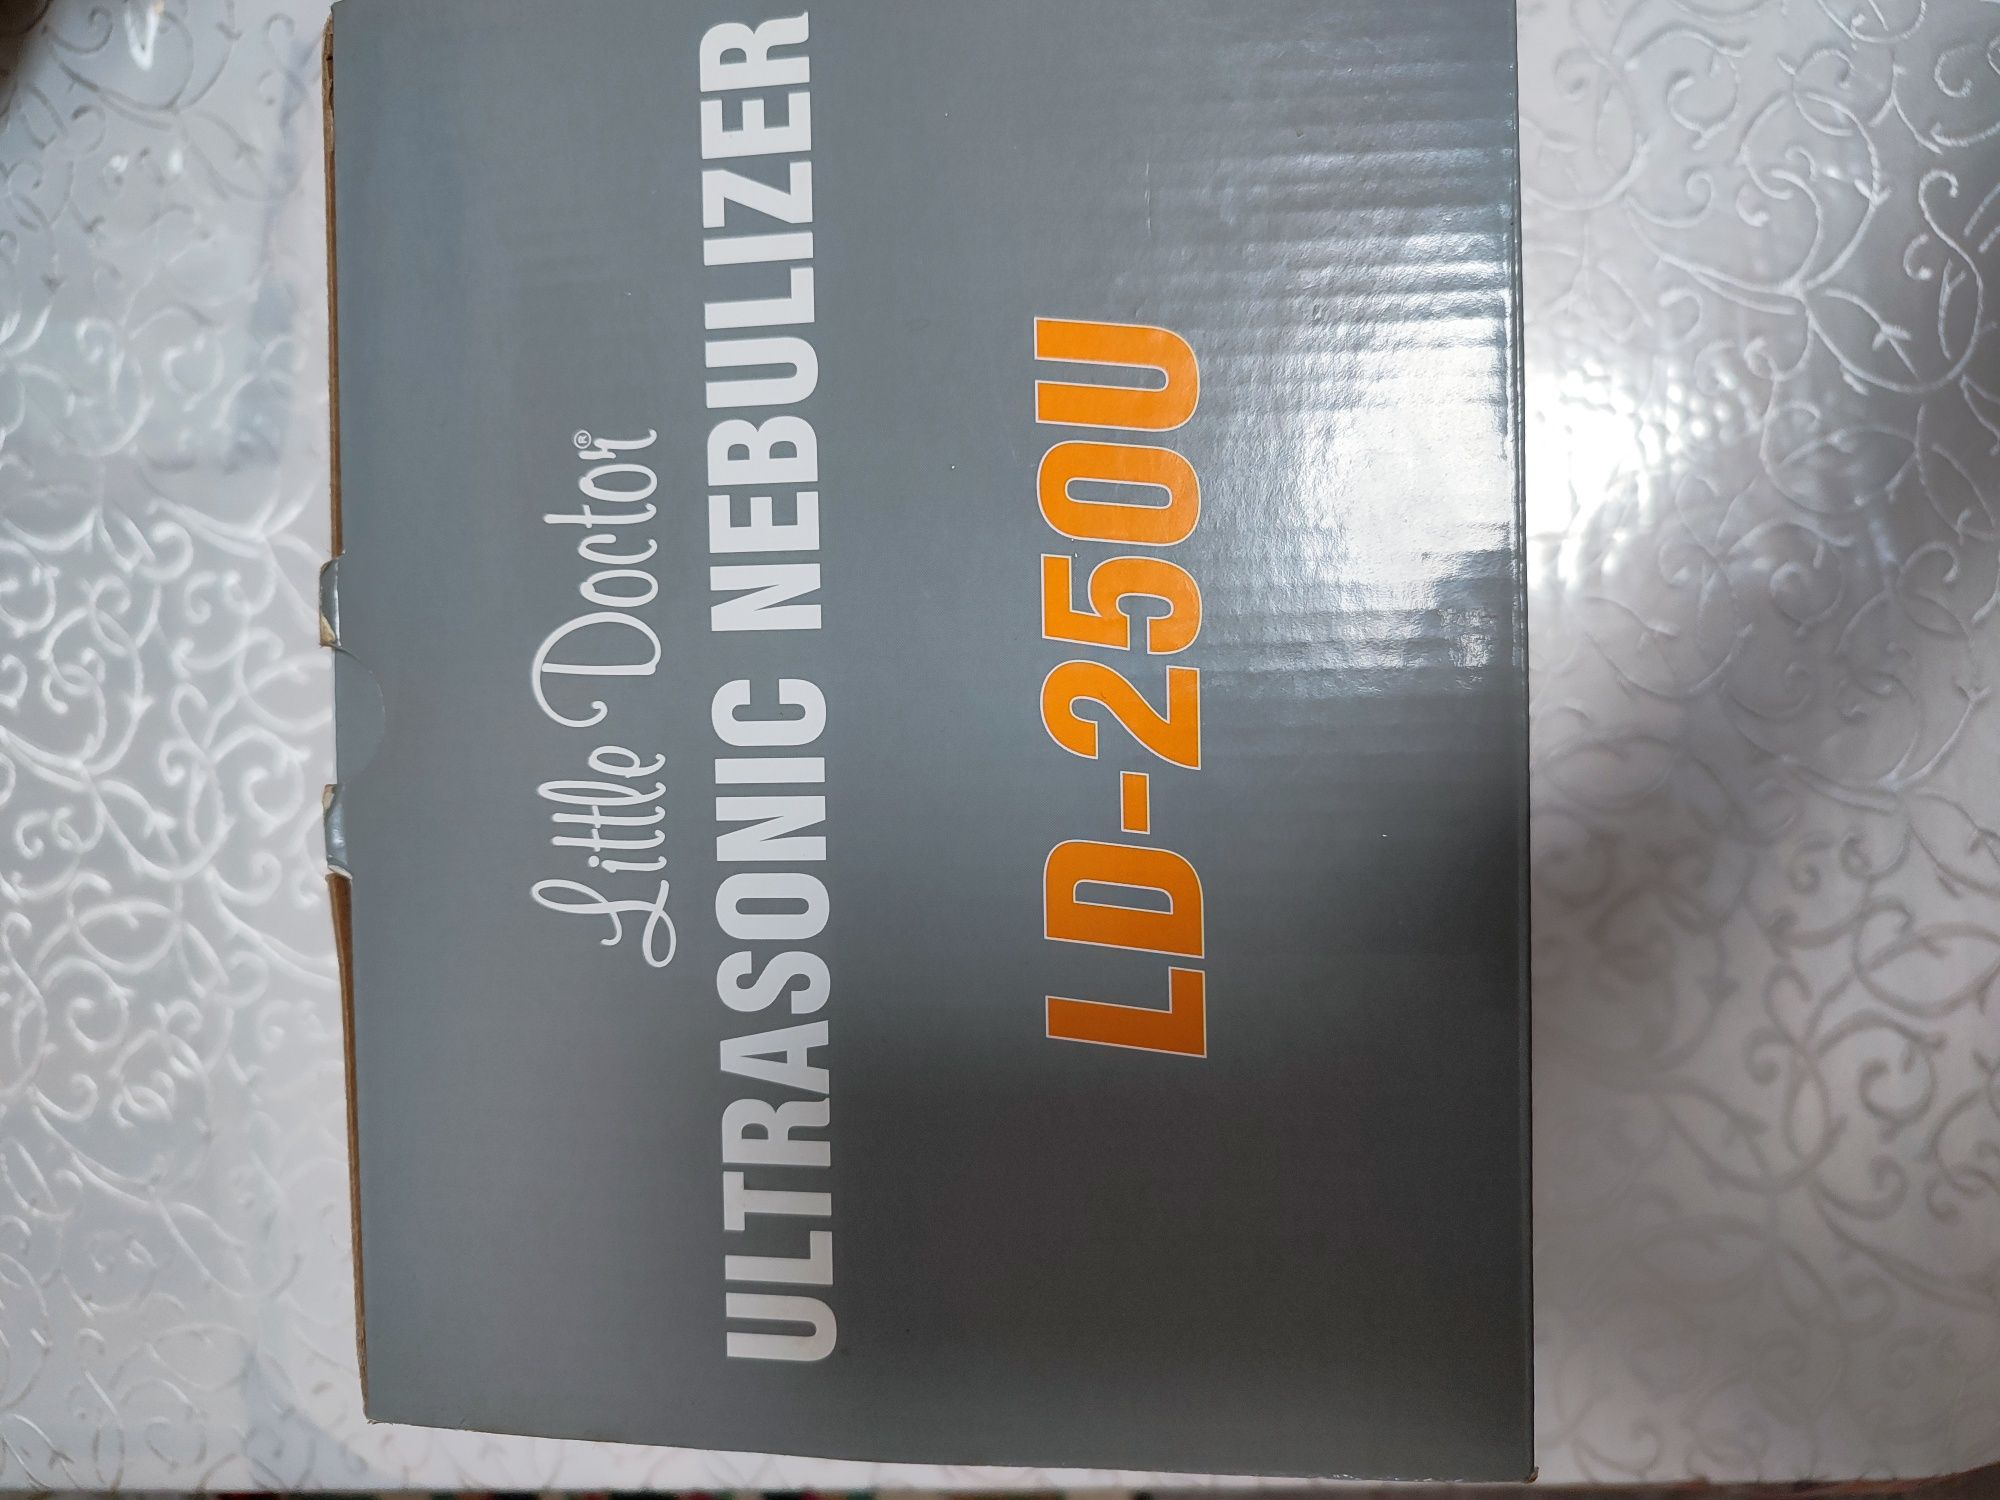 Little Doctor®
ULTRASONIC NEBULIZER
LD-250U